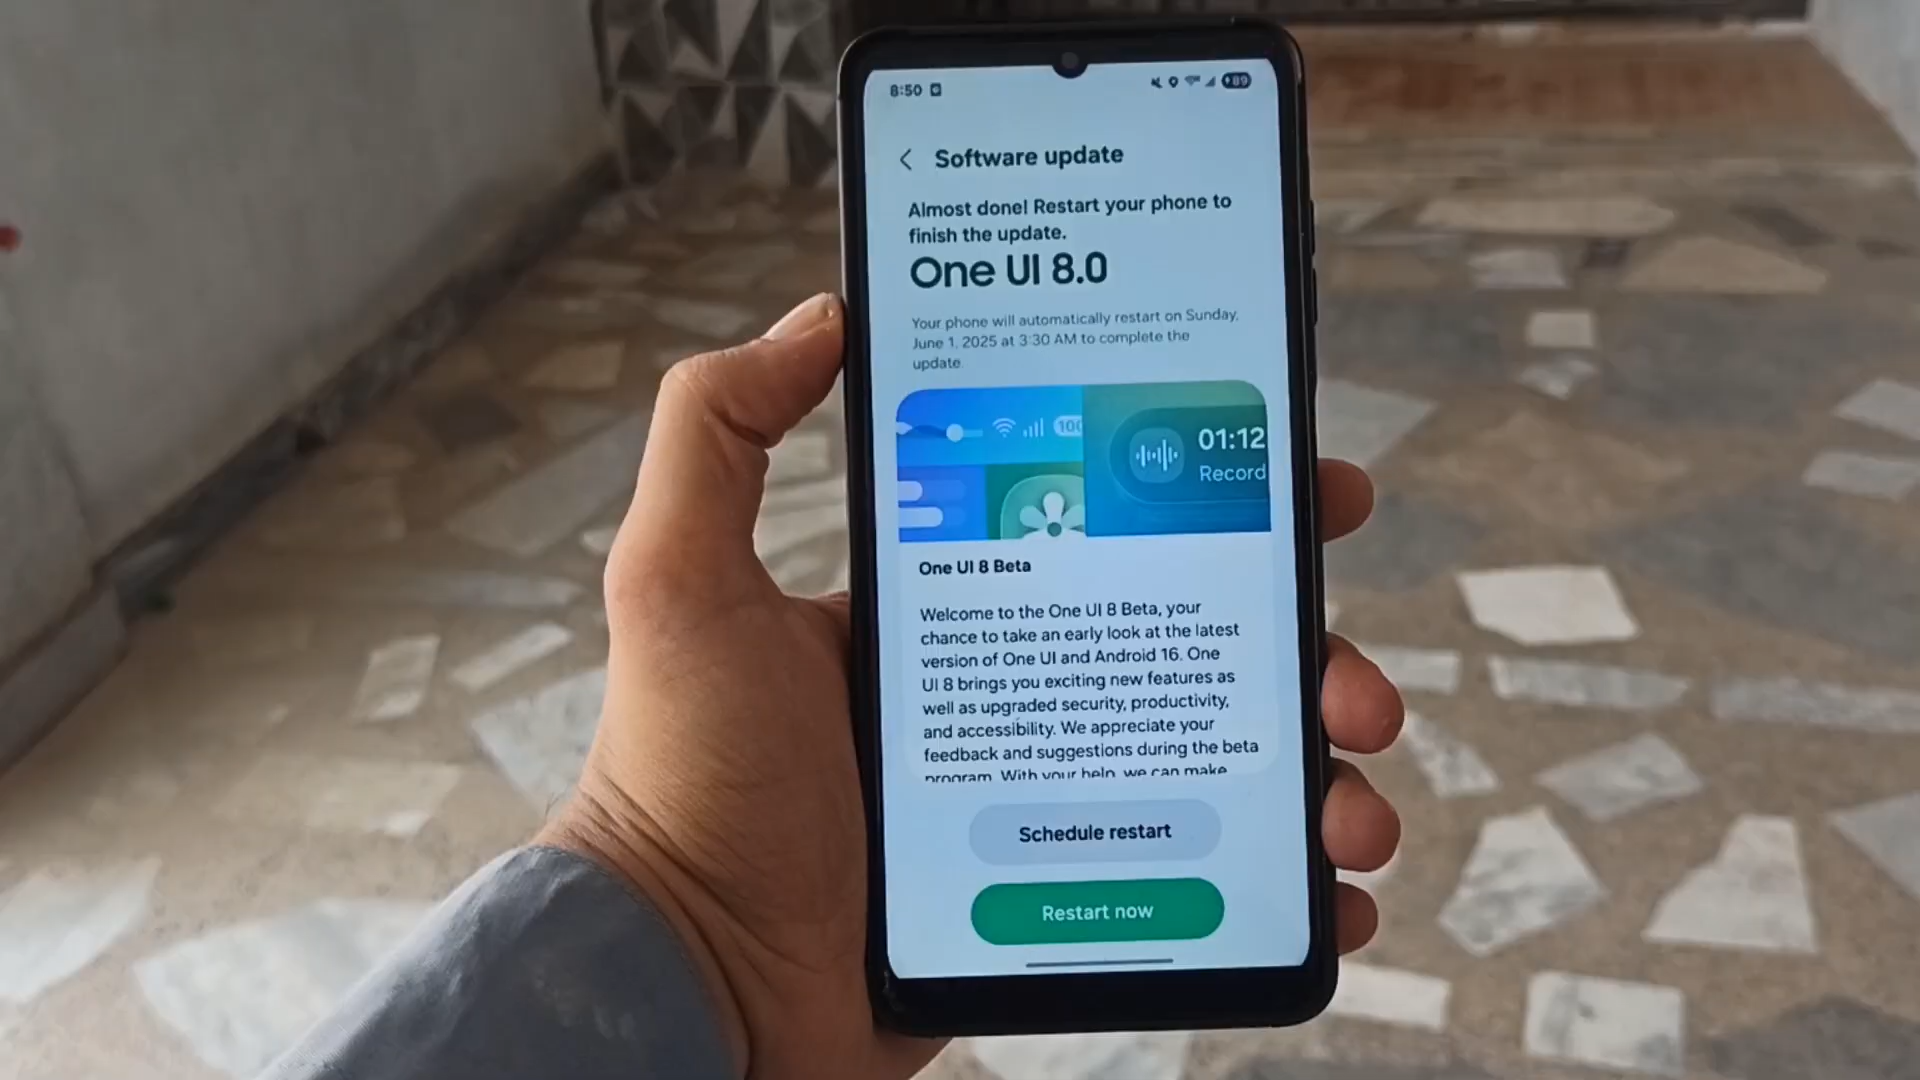 8:50
89
Software update
Almost done! Restart your phone to
finish the update.
One UI 8.0
Your phone will automatically restart on Sunday,
June 1, 2025 at 3:30 AM to complete the
update.
100
01:12
Record
One UI 8 Beta
Welcome to the One UI 8 Beta, your
chance to take an early look at the latest
version of One UI and Android 16. One
UI 8 brings you exciting new features as
well as upgraded security, productivity,
and accessibility. We appreciate your
feedback and suggestions during the beta
program. With your help, we can make
Schedule restart
Restart now